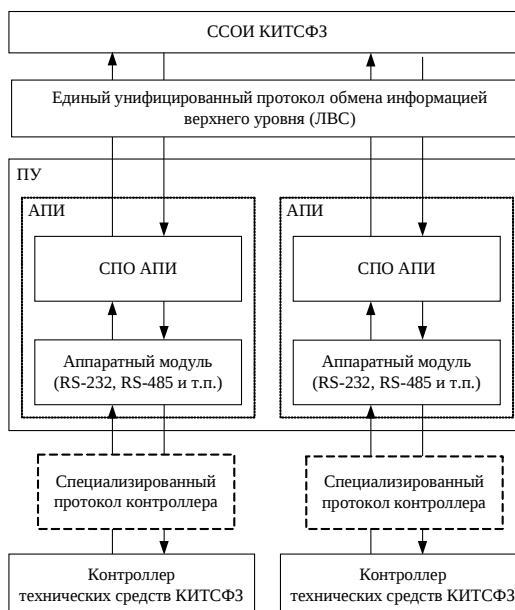 ССОИ КИТСФЗ
Единый унифицированный протокол обмена информацией
верхнего уровня (ЛВС)
ПУ
АПИ
СПО АПИ
Аппаратный модуль
(RS-232, RS-485 и т.п.)
АПИ
СПО АПИ
Аппаратный модуль
(RS-232, RS-485 и т.п.)
Специализированный
протокол контроллера
Специализированный
протокол контроллера
Контроллер
технических средств КИТСФЗ
Контроллер
технических средств КИТСФЗ